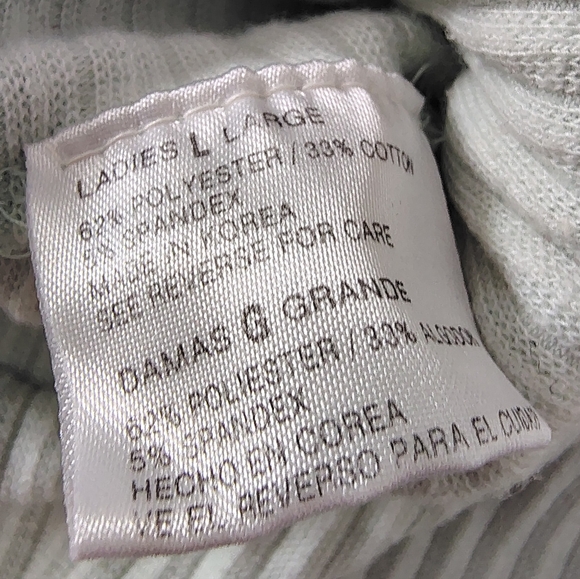 LADIES L LARGE
62% POLYESTER / 33% COTTON
5% SPANDEX
MADE IN KOREA
SEE REVERSE FOR CARE
DAMAS G GRANDE
62% POLIESTER / 33% ALGODON
5% SPANDEX
HECHO EN COREA
VE EL REVERSO PARA EL CUIDADO